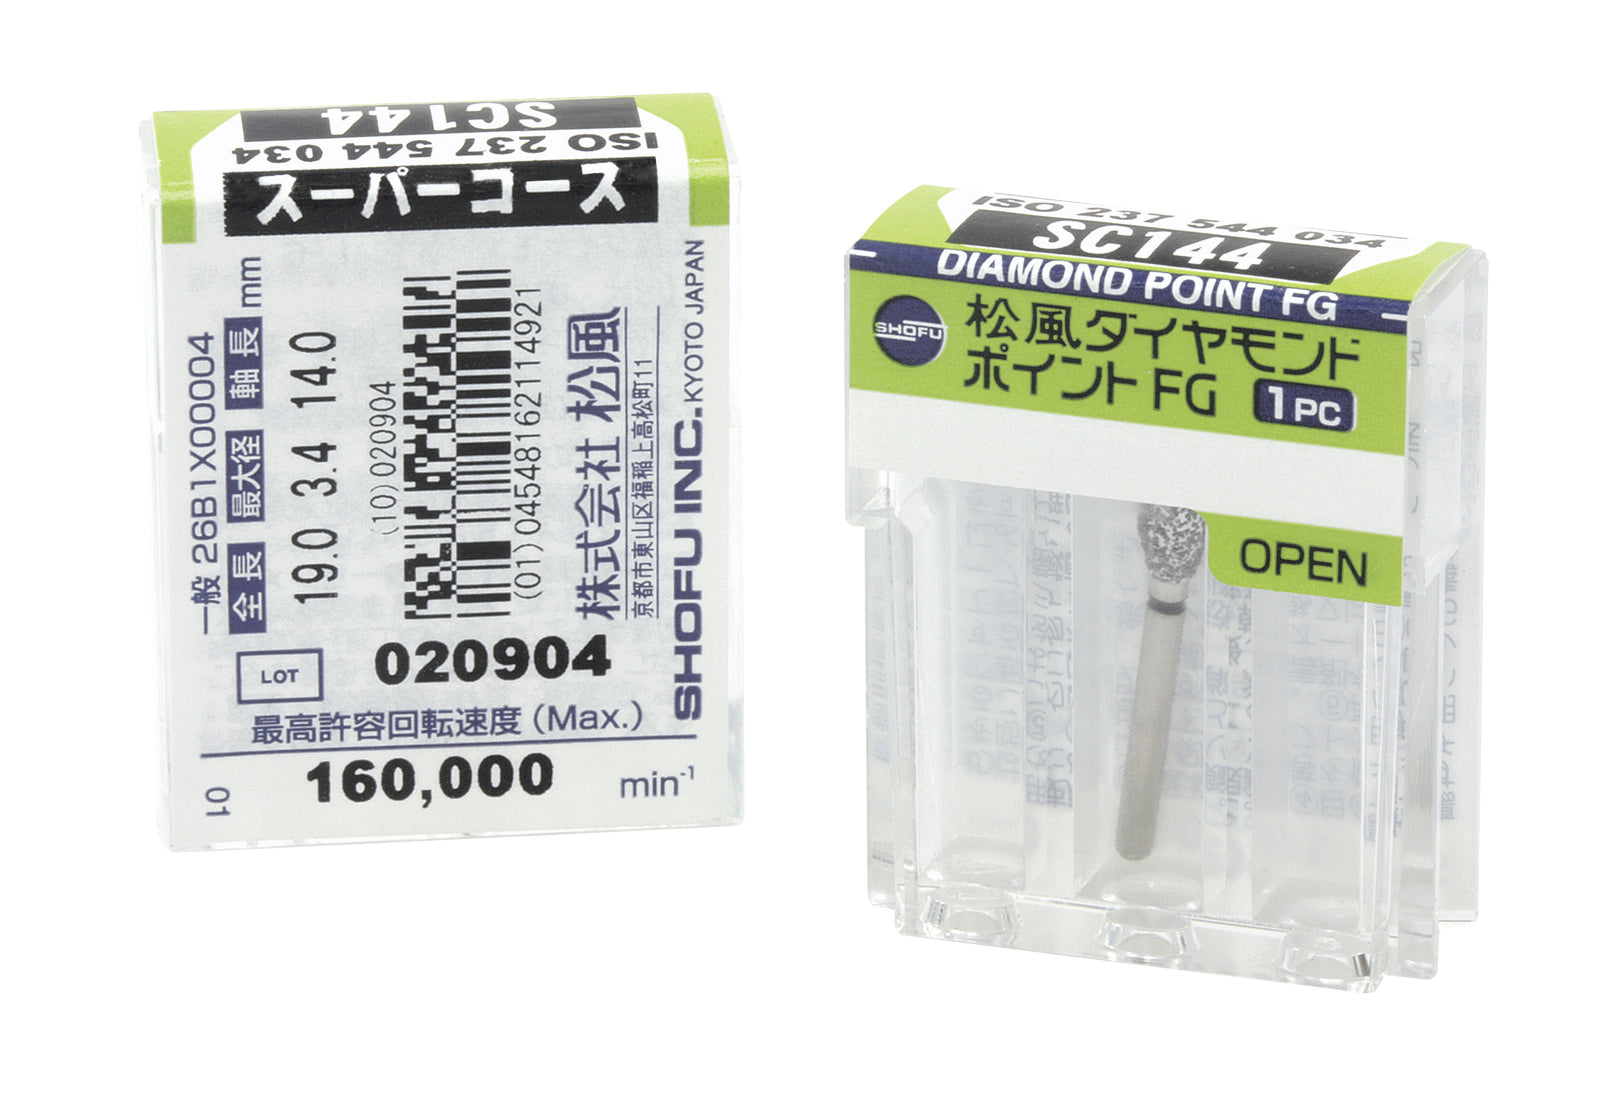 SC144
ISO 237 544 034
スーパーコース
一般 26B1X00004
全長 最大径 軸長 mm
19.0 3.4 14.0
(10)020904
(01)04548162114921
株式会社 松風
京都市東山区福稲上高松町11
SHOFU INC. KYOTO JAPAN
LOT 020904
最高許容回転速度 (Max.)
160,000 min-1
01
ISO 237 544 034
SC144
DIAMOND POINT FG
SHOFU
松風ダイヤモンド
ポイント FG 1PC
OPEN